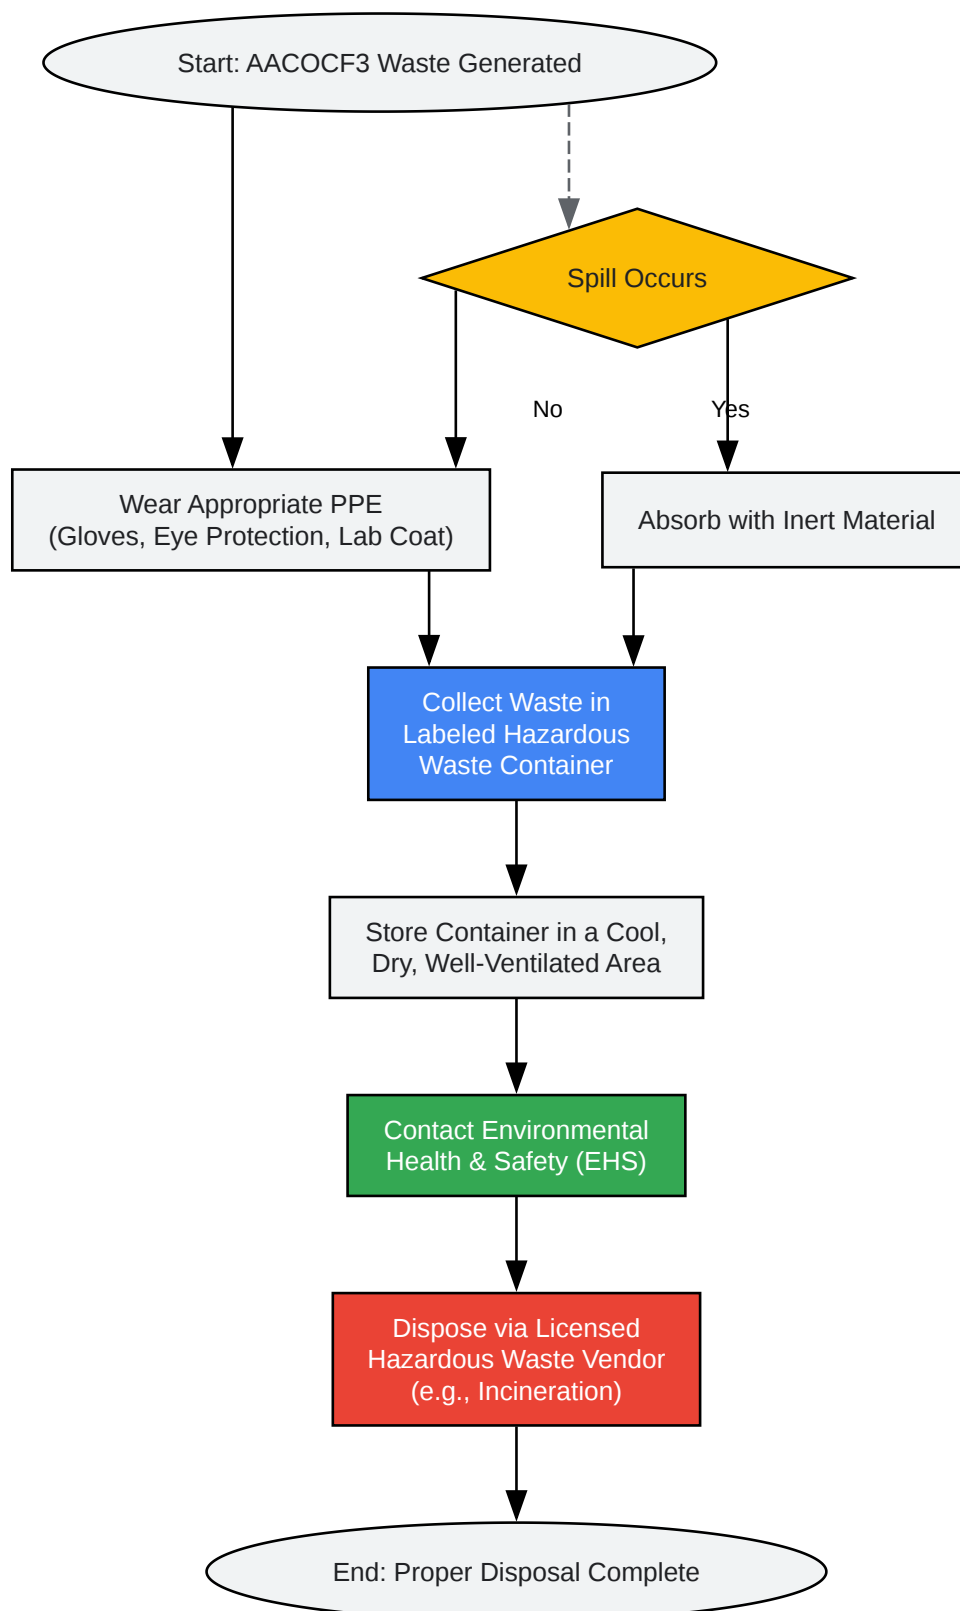 Start: AACOCF3 Waste Generated
Spill Occurs
No
Yes
Wear Appropriate PPE
(Gloves, Eye Protection, Lab Coat)
Absorb with Inert Material
Collect Waste in
Labeled Hazardous
Waste Container
Store Container in a Cool,
Dry, Well-Ventilated Area
Contact Environmental
Health & Safety (EHS)
Dispose via Licensed
Hazardous Waste Vendor
(e.g., Incineration)
End: Proper Disposal Complete